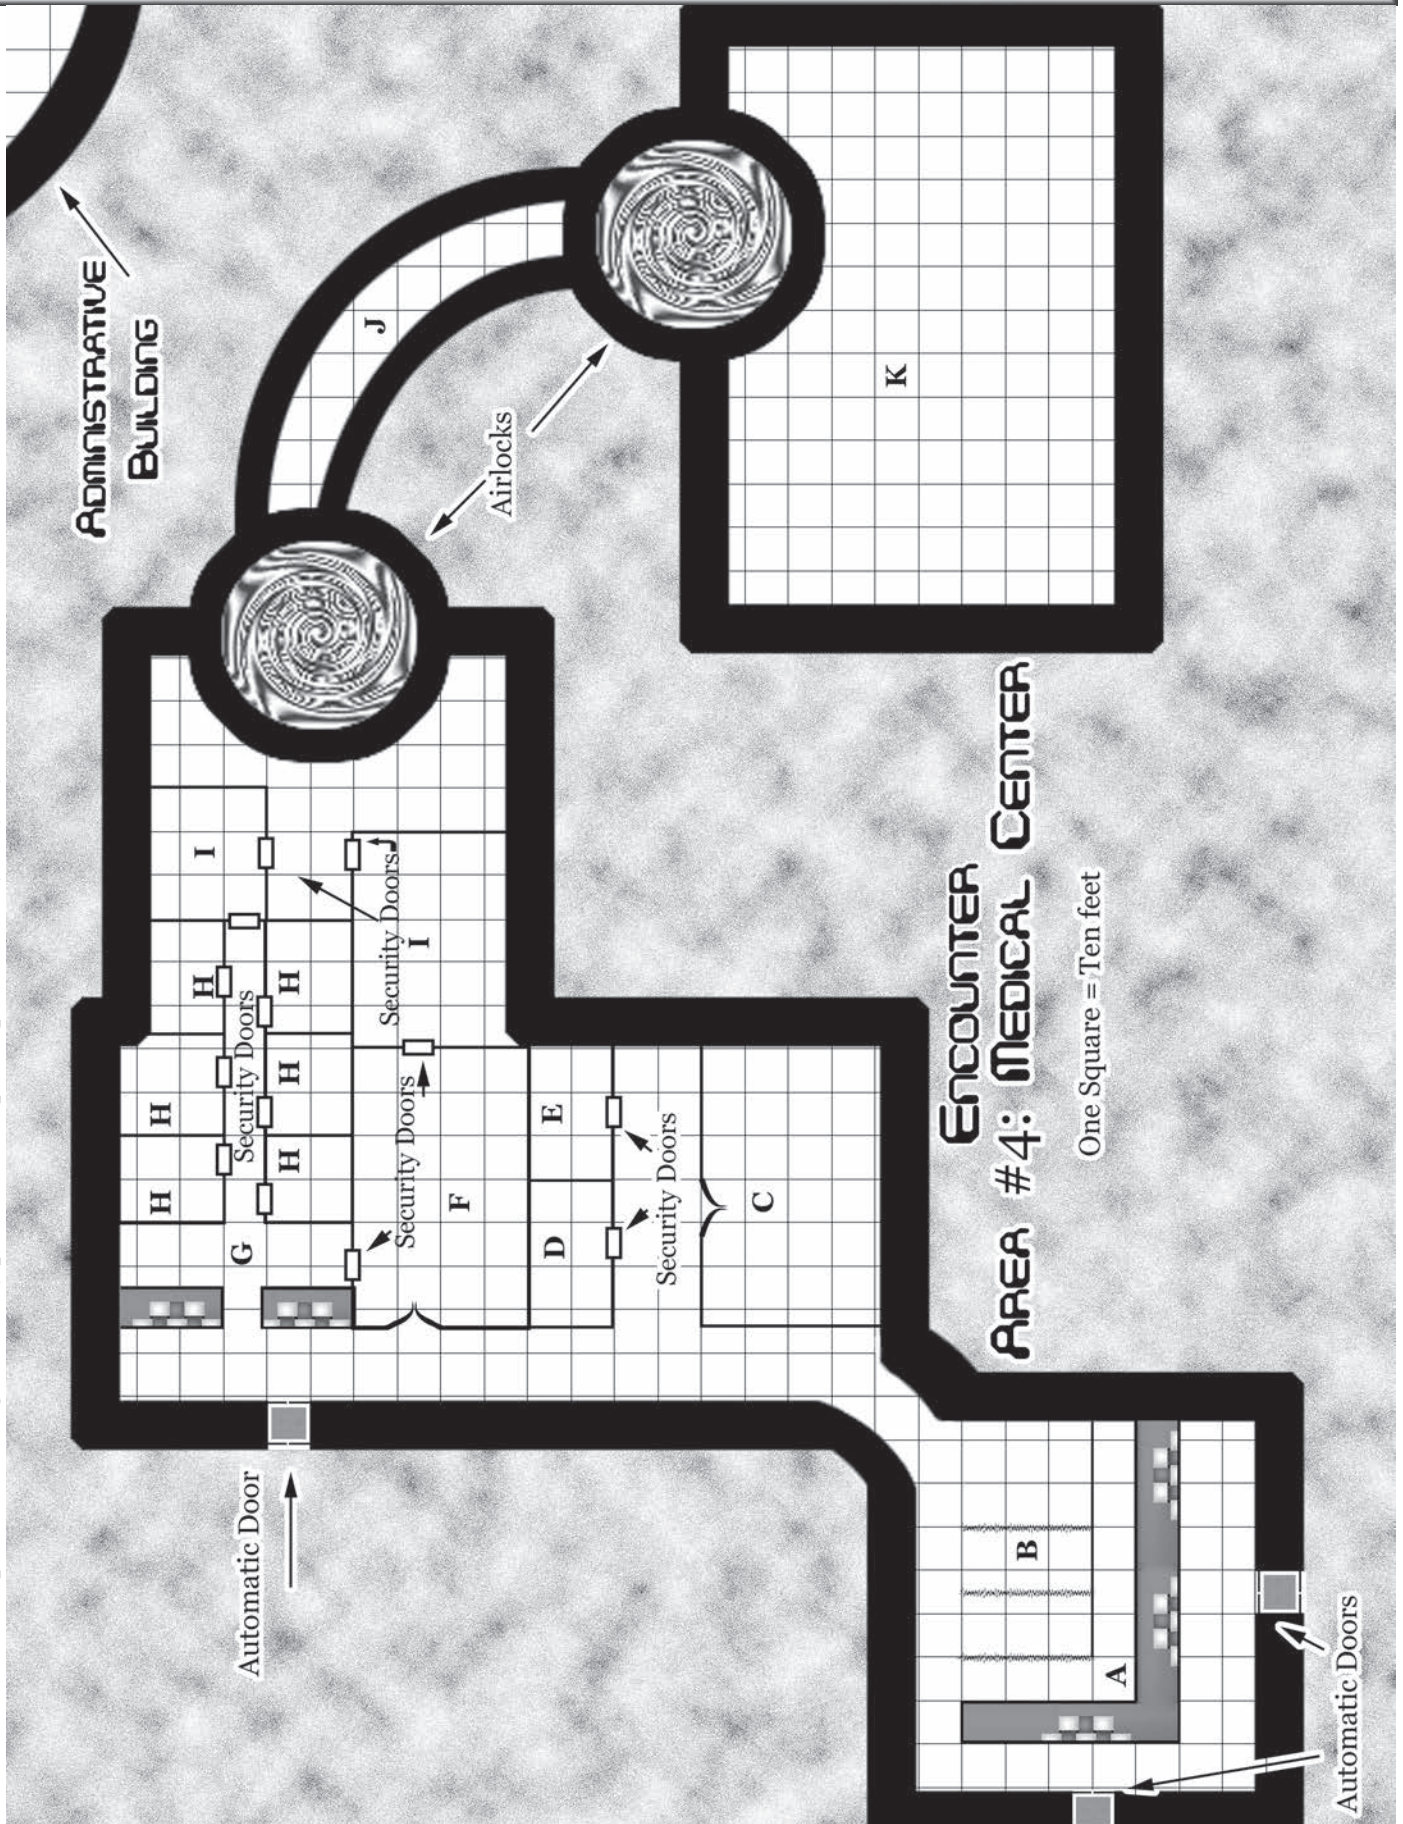 Administrative
Building
J
K
Airlocks
I
I
Security Doors
H
H
H
H
H
H
Security Doors
G
Security Doors
F
E
D
Security Doors
C
Encounter
Area #4: Medical Center
One Square = Ten feet
Automatic Door
B
A
Automatic Doors